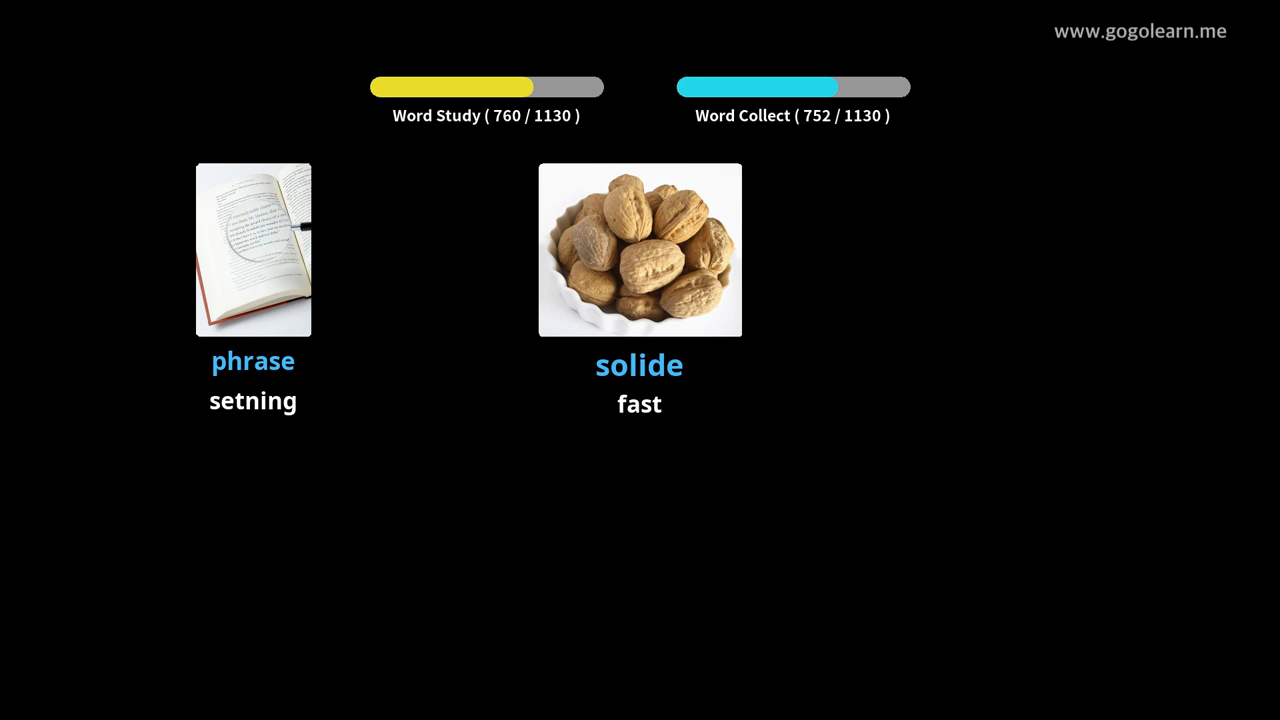 www.gogolearn.me
Word Study ( 760 / 1130 )
Word Collect ( 752 / 1130 )
phrase
setning
solide
fast